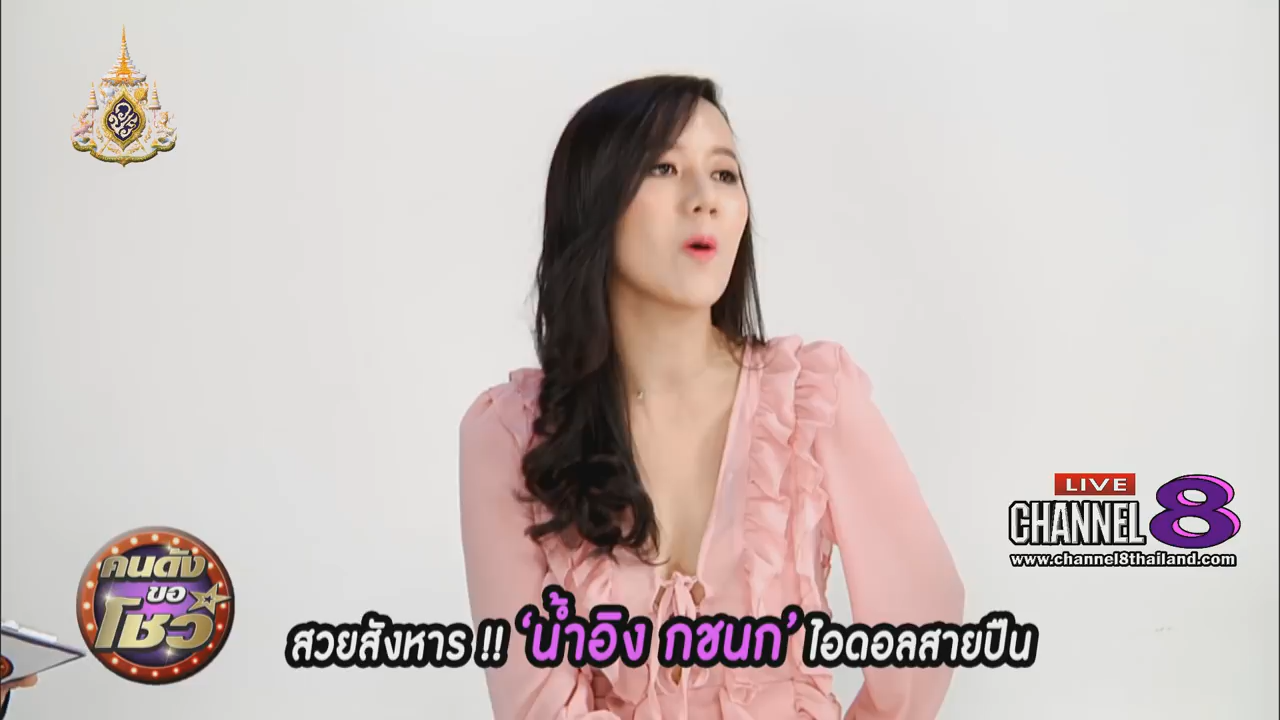 LIVE
CHANNEL 8
www.channel8thailand.com
คนดัง
ขอ
โชว์
สวยสังหาร !! ‘น้ำอิง กชนก’ ไอดอลสายปืน